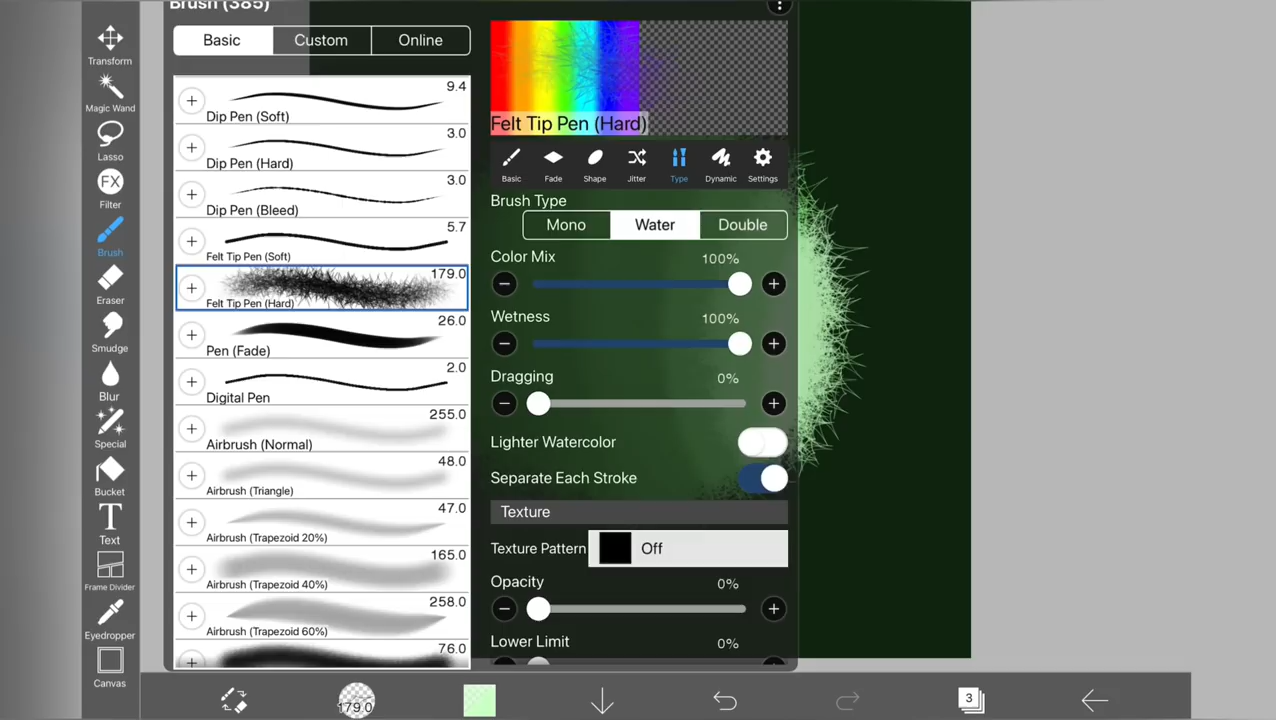 Brush (385)
Basic
Custom
Online
Transform
Magic Wand
Lasso
Filter
FX
Brush
Eraser
Smudge
Blur
Special
Bucket
Text
T
Frame Divider
Eyedropper
Canvas
9.4
Dip Pen (Soft)
3.0
Dip Pen (Hard)
3.0
Dip Pen (Bleed)
5.7
Felt Tip Pen (Soft)
179.0
Felt Tip Pen (Hard)
26.0
Pen (Fade)
2.0
Digital Pen
255.0
Airbrush (Normal)
48.0
Airbrush (Triangle)
47.0
Airbrush (Trapezoid 20%)
165.0
Airbrush (Trapezoid 40%)
258.0
Airbrush (Trapezoid 60%)
76.0
Felt Tip Pen (Hard)
Basic
Fade
Shape
Jitter
Type
Dynamic
Settings
Brush Type
Mono
Water
Double
Color Mix
100%
Wetness
100%
Dragging
0%
Lighter Watercolor
Separate Each Stroke
Texture
Texture Pattern
Off
Opacity
0%
Lower Limit
0%
179.0
3